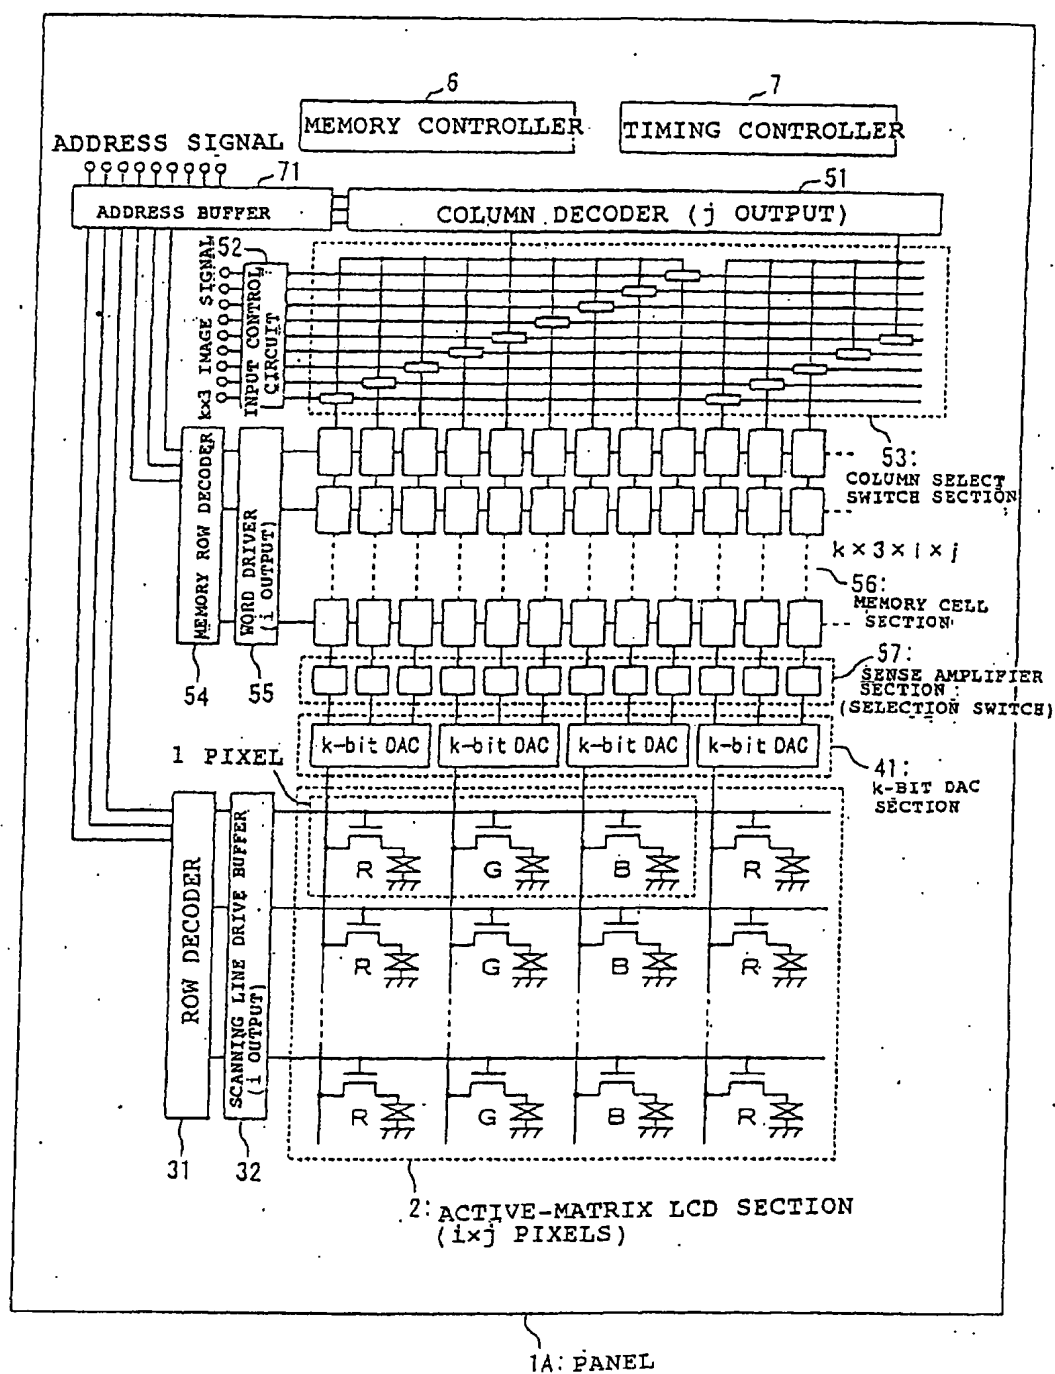 6
7
MEMORY CONTROLLER
TIMING CONTROLLER
ADDRESS SIGNAL
71
51
ADDRESS BUFFER
COLUMN DECODER (j OUTPUT)
k×3 IMAGE SIGNAL
52
INPUT CONTROL
CIRCUIT
53:
COLUMN SELECT
SWITCH SECTION
MEMORY ROW DECODER
WORD DRIVER
(i OUTPUT)
k × 3 × i × j
56:
MEMORY CELL
SECTION
54
55
57:
SENSE AMPLIFIER
SECTION
(SELECTION SWITCH)
k-bit DAC
k-bit DAC
k-bit DAC
k-bit DAC
1 PIXEL
41:
k-BIT DAC
SECTION
ROW DECODER
SCANNING LINE DRIVE BUFFER
(i OUTPUT)
R G B R
R G B R
R G B R
31
32
2: ACTIVE-MATRIX LCD SECTION
(i×j PIXELS)
1A: PANEL